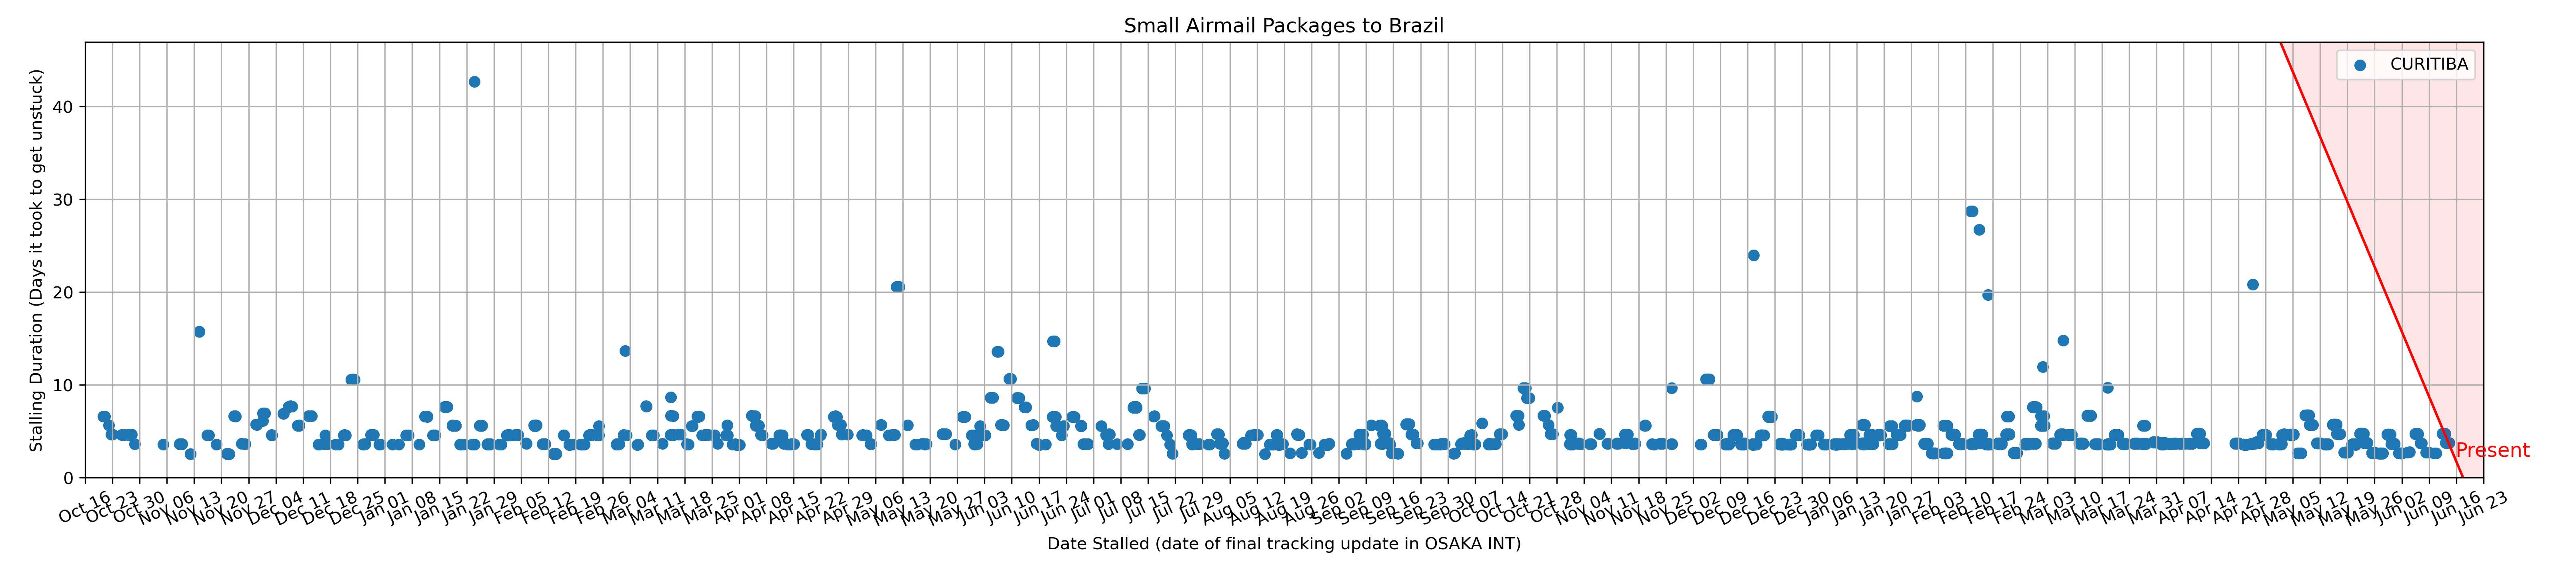 Small Airmail Packages to Brazil
CURITIBA
Stalling Duration (Days it took to get unstuck)
40
30
20
10
0
Present
Oct 16 Oct 23 Oct 30 Nov 06 Nov 13 Nov 20 Nov 27 Dec 04 Dec 11 Dec 18 Dec 25 Jan 01 Jan 08 Jan 15 Jan 22 Jan 29 Feb 05 Feb 12 Feb 19 Feb 26 Mar 04 Mar 11 Mar 18 Mar 25 Apr 01 Apr 08 Apr 15 Apr 22 Apr 29 May 06 May 13 May 20 May 27 Jun 03 Jun 10 Jun 17 Jun 24 Jul 01 Jul 08 Jul 15 Jul 22 Jul 29 Aug 05 Aug 12 Aug 19 Aug 26 Sep 02 Sep 09 Sep 16 Sep 23 Sep 30 Oct 07 Oct 14 Oct 21 Oct 28 Nov 04 Nov 11 Nov 18 Nov 25 Dec 02 Dec 09 Dec 16 Dec 23 Dec 30 Jan 06 Jan 13 Jan 20 Jan 27 Feb 03 Feb 10 Feb 17 Feb 24 Mar 03 Mar 10 Mar 17 Mar 24 Mar 31 Apr 07 Apr 14 Apr 21 Apr 28 May 05 May 12 May 19 May 26 Jun 02 Jun 09 Jun 16 Jun 23
Date Stalled (date of final tracking update in OSAKA INT)